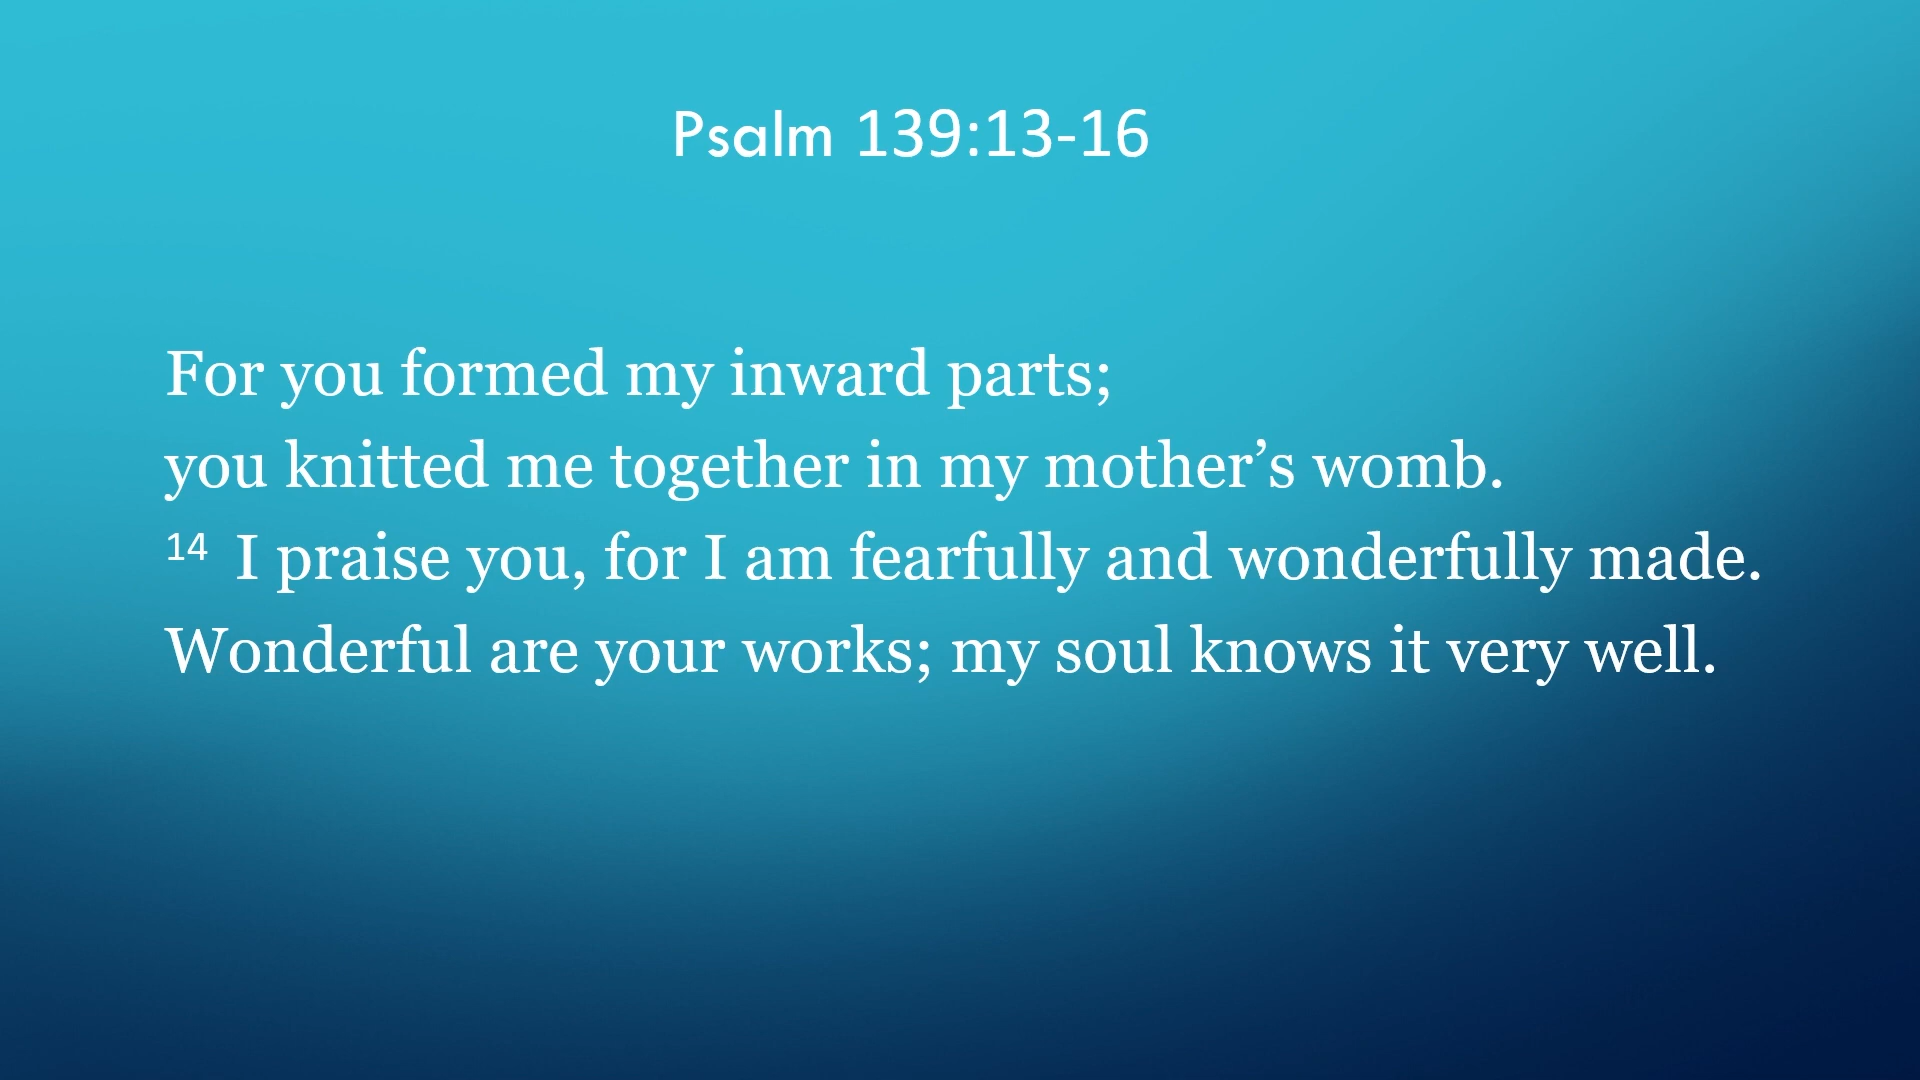 Psalm 139:13-16
For you formed my inward parts;
you knitted me together in my mother’s womb.
14 I praise you, for I am fearfully and wonderfully made.
Wonderful are your works; my soul knows it very well.